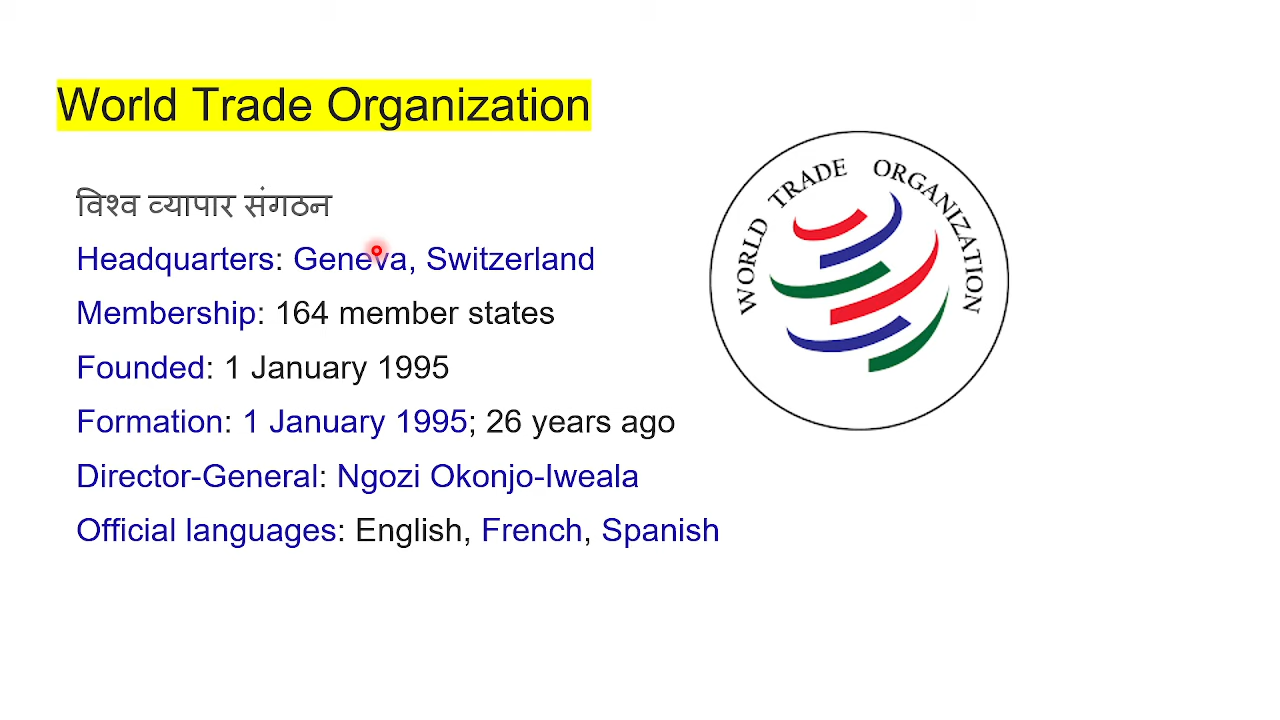 World Trade Organization
विश्व व्यापार संगठन
Headquarters: Geneva, Switzerland
Membership: 164 member states
Founded: 1 January 1995
Formation: 1 January 1995; 26 years ago
Director-General: Ngozi Okonjo-Iweala
Official languages: English, French, Spanish
WORLD TRADE ORGANIZATION